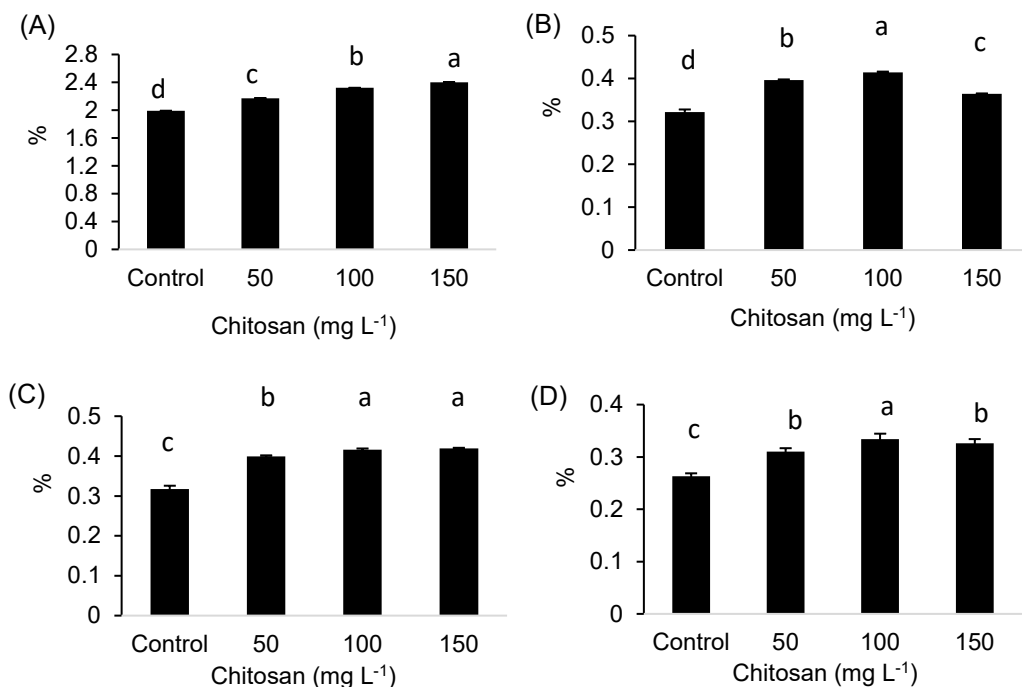 (A)
2.8
2.4
2
1.6
1.2
0.8
0.4
0
%
d
c
b
a
Control 50 100 150
Chitosan (mg L⁻¹)
(B)
0.5
0.4
0.3
0.2
0.1
0
%
d
b
a
c
Control 50 100 150
Chitosan (mg L⁻¹)
(C)
0.5
0.4
0.3
0.2
0.1
0
%
c
b
a
a
Control 50 100 150
Chitosan (mg L⁻¹)
(D)
0.4
0.3
0.2
0.1
0
%
c
b
a
b
Control 50 100 150
Chitosan (mg L⁻¹)